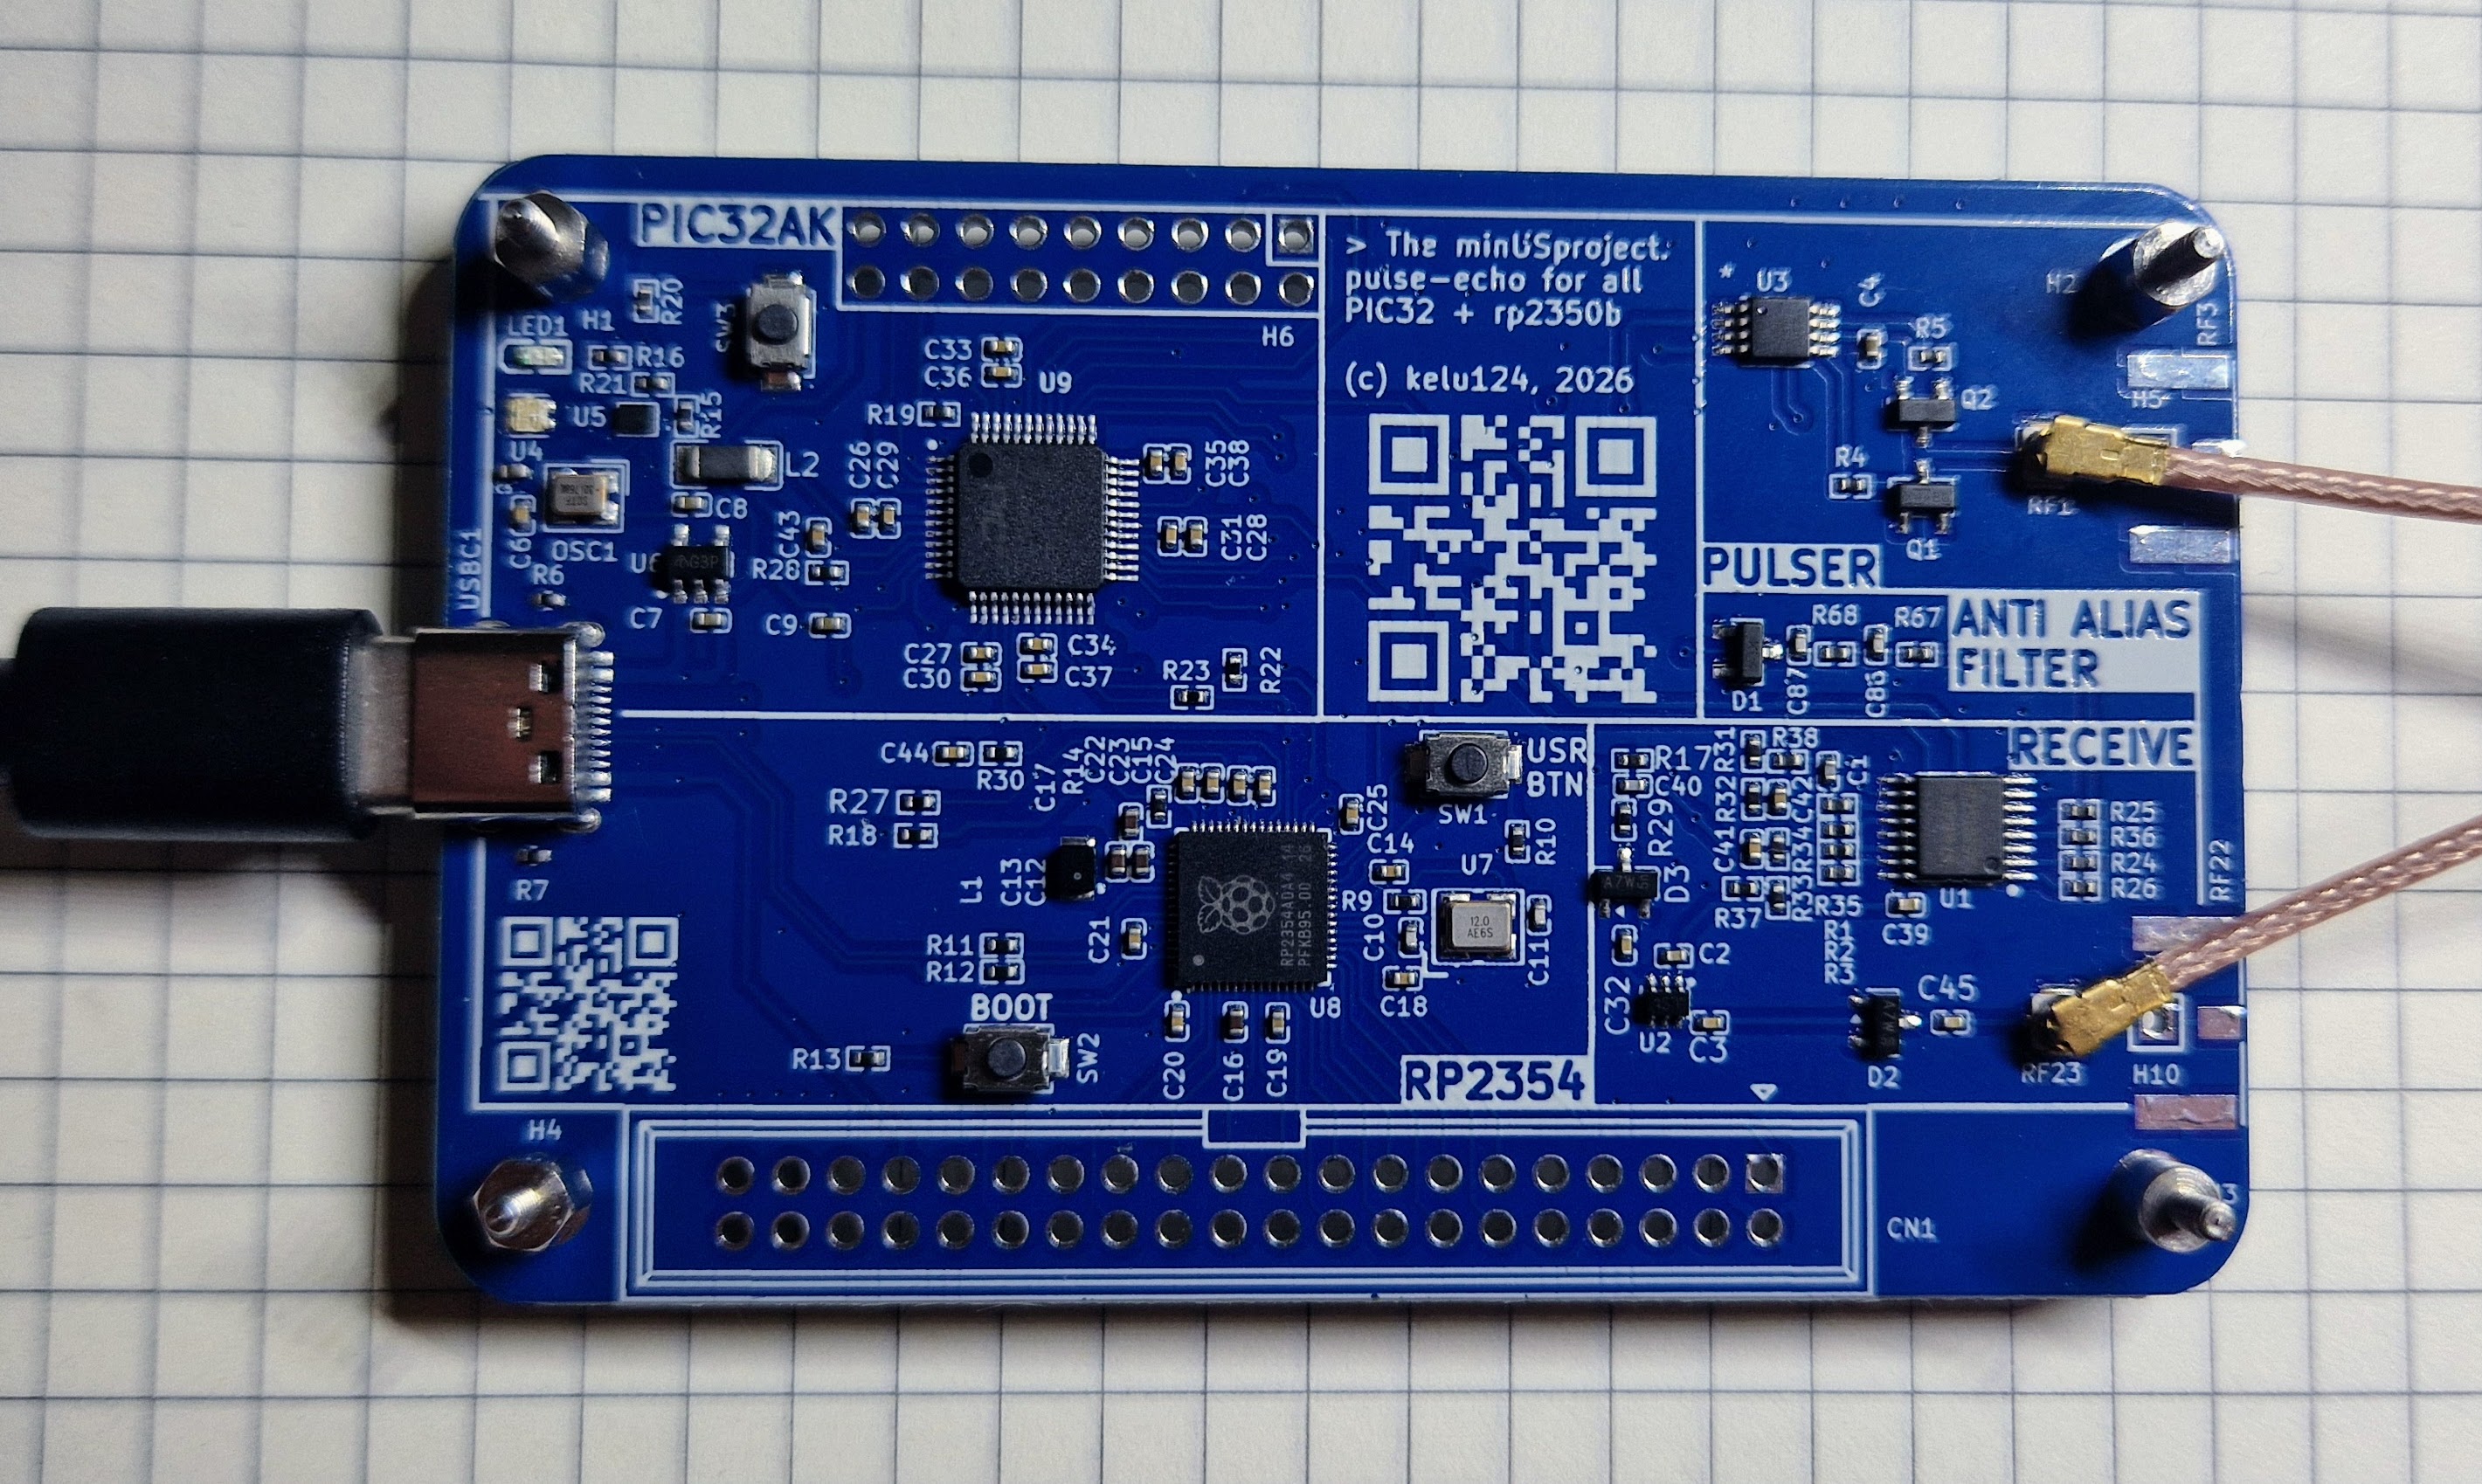 PIC32AK
> The minUSproject.
pulse-echo for all
PIC32 + rp2350b
(c) kelu124, 2026
H6
R20
LED1
H1
SW3
R16
R21
U5
R15
U4
L2
C8
C6
OSC1
R6
U6
G3P
C7
USBC1
C33
C36
U9
R19
C26
C29
C43
R28
C9
C35
C38
C31
C28
C27
C30
C34
C37
R23
R22
*
U3
C4
R5
Q2
R4
Q1
H2
RF3
H5
RF1
PULSER
R68
R67
ANTI ALIAS
FILTER
D1
C87
RECEIVE
C44
R30
R27
R18
R7
C17
R14
C22
C23
C15
C24
L1
C13
C12
R11
R12
C21
BOOT
SW2
R13
C25
C14
R9
C10
C18
RP2354A0A4
PFKB95.00
U8
C20
C16
C19
USR
BTN
SW1
R10
U7
12.0
AE6S
C11
RP2354
R17
C40
R29
D3
C32
C2
U2
C3
R31
R38
C1
R32
C42
C41
R34
R37
R33
R35
U1
C39
R25
R36
R24
R26
RF22
D2
C45
RF23
H10
H4
CN1